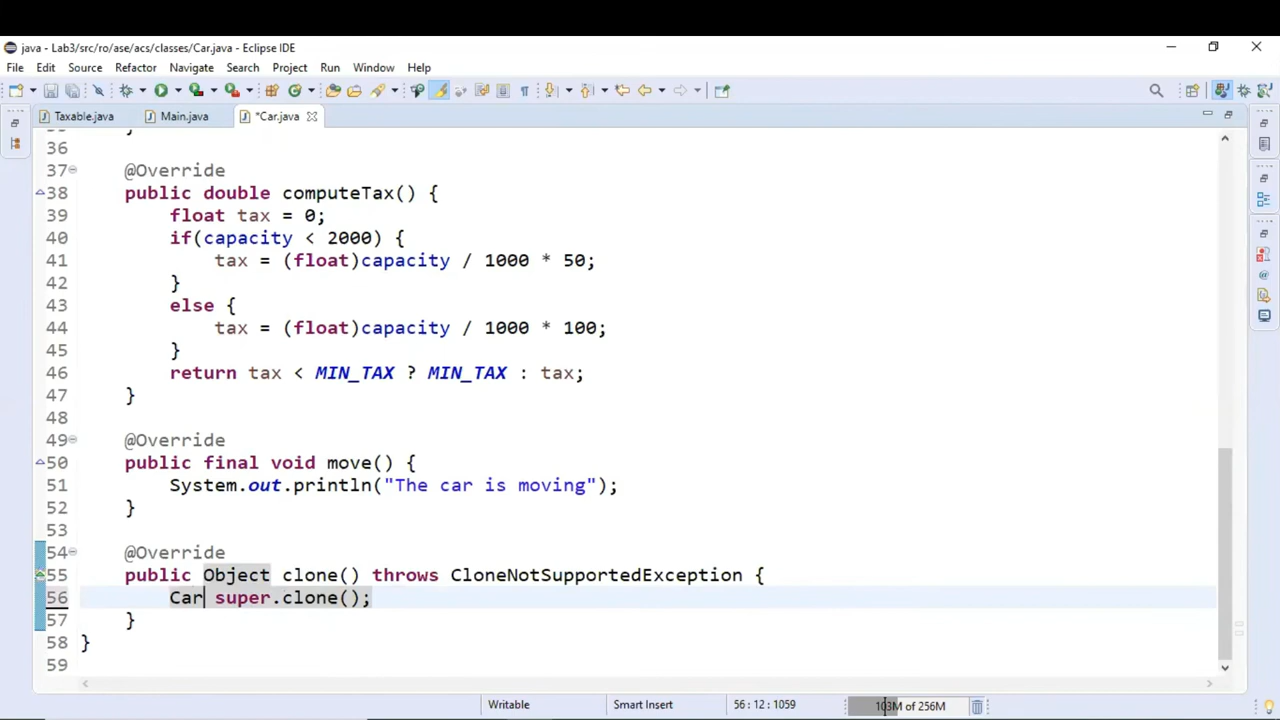 java - Lab3/src/ro/ase/acs/classes/Car.java - Eclipse IDE
File Edit Source Refactor Navigate Search Project Run Window Help
Taxable.java Main.java *Car.java
36
37 @Override
38 public double computeTax() {
39 float tax = 0;
40 if(capacity < 2000) {
41 tax = (float)capacity / 1000 * 50;
42 }
43 else {
44 tax = (float)capacity / 1000 * 100;
45 }
46 return tax < MIN_TAX ? MIN_TAX : tax;
47 }
48
49 @Override
50 public final void move() {
51 System.out.println("The car is moving");
52 }
53
54 @Override
55 public Object clone() throws CloneNotSupportedException {
56 Car super.clone();
57 }
58 }
59
Writable Smart Insert 56 : 12 : 1059 103M of 256M